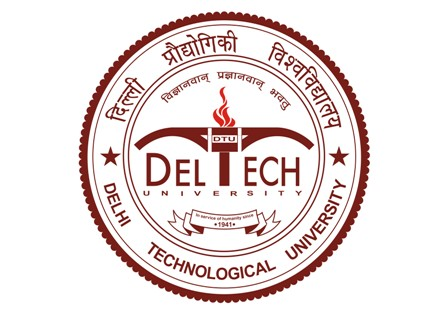 दिल्ली प्रौद्योगिकी विश्वविद्यालय
विज्ञानवान् प्रज्ञानवान् भवतु
DTU
DELTECH
UNIVERSITY
In service of humanity since
★1941★
★ DELHI TECHNOLOGICAL UNIVERSITY ★